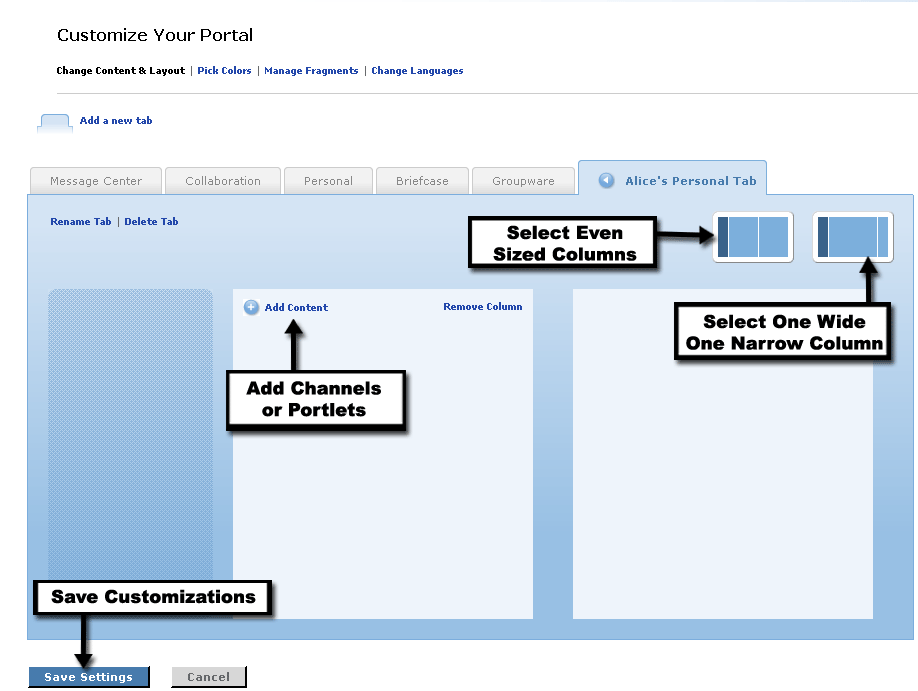 Customize Your Portal
Change Content & Layout | Pick Colors | Manage Fragments | Change Languages
Add a new tab
Message Center Collaboration Personal Briefcase Groupware Alice's Personal Tab
Rename Tab | Delete Tab
Select Even
Sized Columns
Add Content Remove Column
Select One Wide
One Narrow Column
Add Channels
or Portlets
Save Customizations
Save Settings Cancel